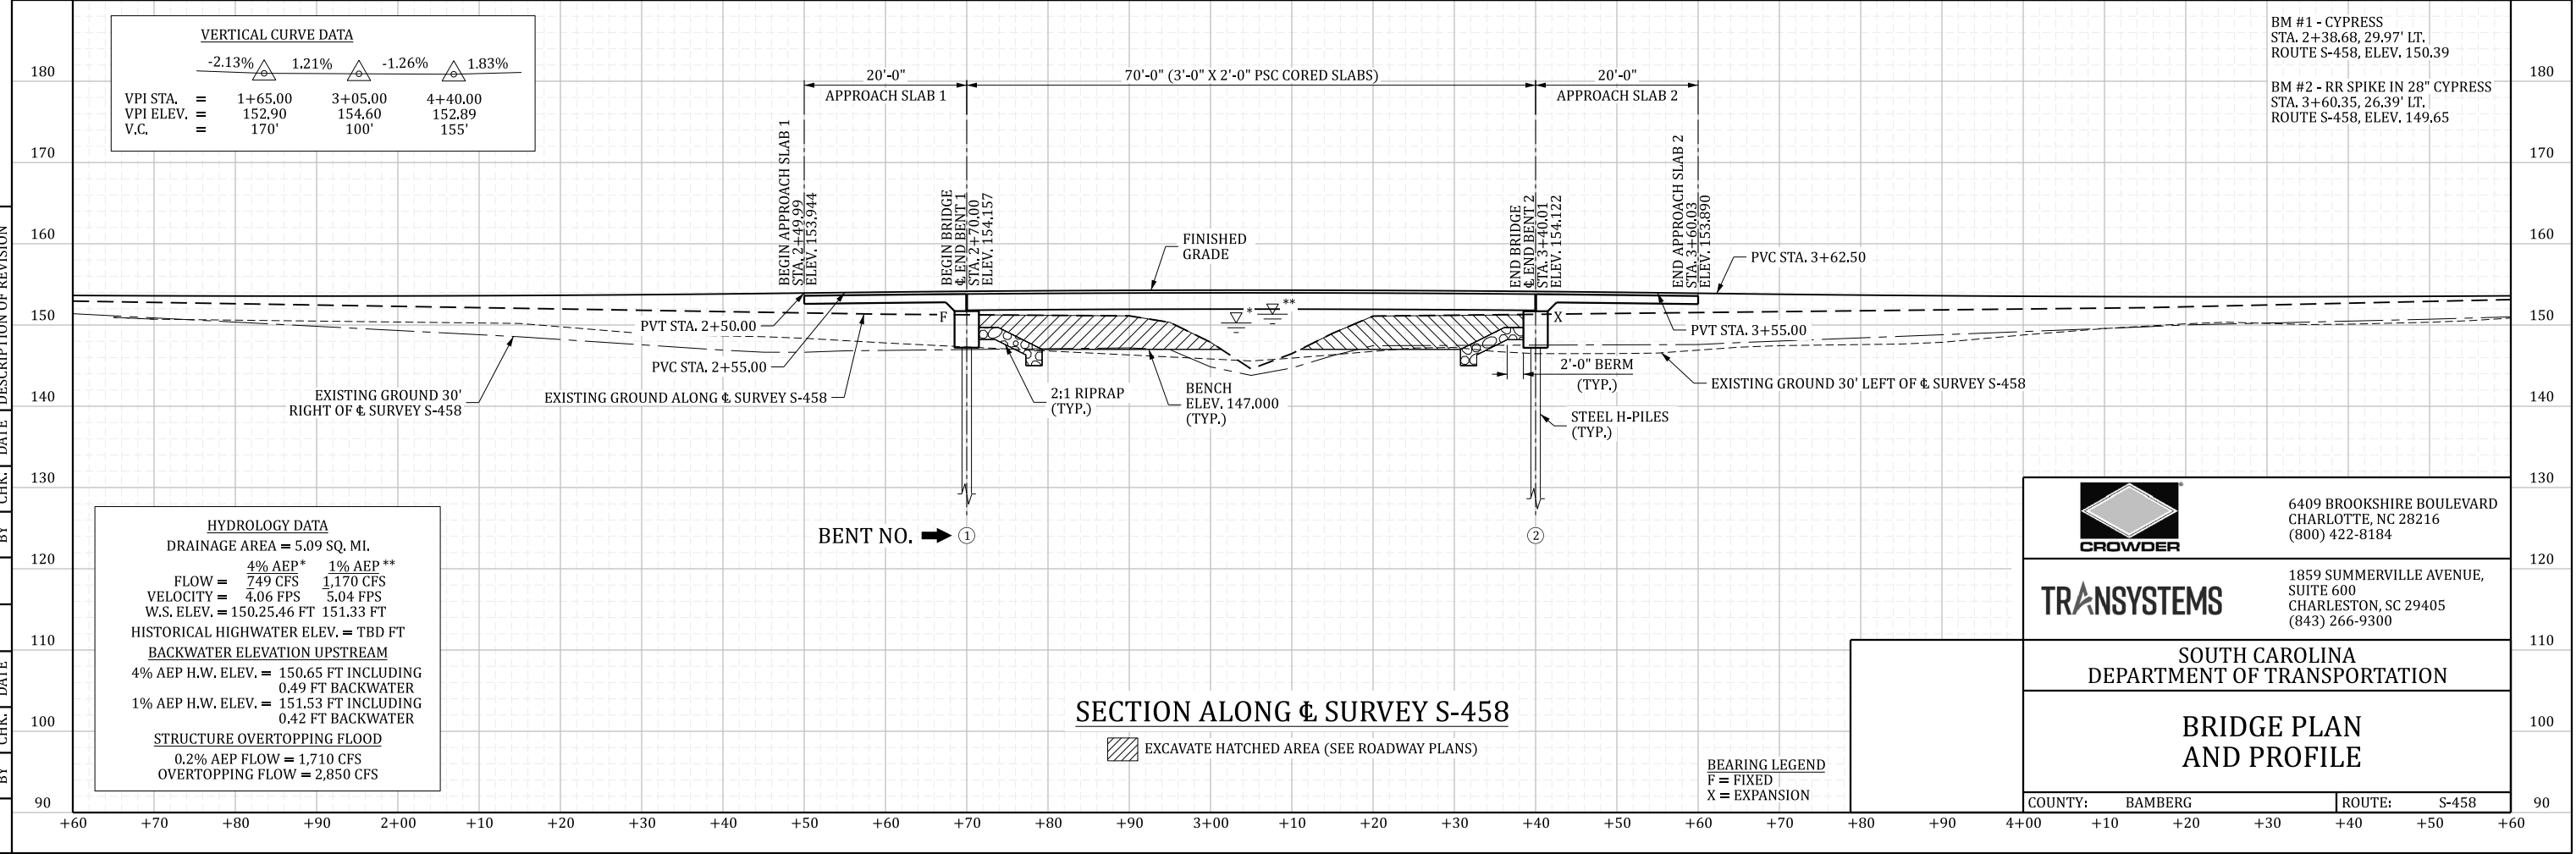 VERTICAL CURVE DATA
-2.13% 1.21% -1.26% 1.83%
VPI STA. = 1+65.00 3+05.00 4+40.00
VPI ELEV. = 152.90 154.60 152.89
V.C. = 170' 100' 155'
BM #1 - CYPRESS
STA. 2+38.68, 29.97' LT.
ROUTE S-458, ELEV. 150.39
BM #2 - RR SPIKE IN 28" CYPRESS
STA. 3+60.35, 26.39' LT.
ROUTE S-458, ELEV. 149.65
20'-0"
APPROACH SLAB 1
70'-0" (3'-0" X 2'-0" PSC CORED SLABS)
20'-0"
APPROACH SLAB 2
180
170
160
150
140
130
120
110
100
90
180
170
160
150
140
130
120
110
100
90
BEGIN APPROACH SLAB 1
STA. 2+49.99
ELEV. 153.944
BEGIN BRIDGE
℄ END BENT 1
STA. 2+70.00
ELEV. 154.157
END BRIDGE
℄ END BENT 2
STA. 3+40.01
ELEV. 154.122
END APPROACH SLAB 2
STA. 3+60.03
ELEV. 153.890
FINISHED
GRADE
PVC STA. 3+62.50
F
*
**
X
PVT STA. 2+50.00
PVT STA. 3+55.00
PVC STA. 2+55.00
EXISTING GROUND 30'
RIGHT OF ℄ SURVEY S-458
EXISTING GROUND ALONG ℄ SURVEY S-458
2:1 RIPRAP
(TYP.)
BENCH
ELEV. 147.000
(TYP.)
2'-0" BERM
(TYP.)
EXISTING GROUND 30' LEFT OF ℄ SURVEY S-458
STEEL H-PILES
(TYP.)
BENT NO.
1
2
HYDROLOGY DATA
DRAINAGE AREA = 5.09 SQ. MI.
4% AEP* 1% AEP **
FLOW = 749 CFS 1,170 CFS
VELOCITY = 4.06 FPS 5.04 FPS
W.S. ELEV. = 150.25.46 FT 151.33 FT
HISTORICAL HIGHWATER ELEV. = TBD FT
BACKWATER ELEVATION UPSTREAM
4% AEP H.W. ELEV. = 150.65 FT INCLUDING
0.49 FT BACKWATER
1% AEP H.W. ELEV. = 151.53 FT INCLUDING
0.42 FT BACKWATER
STRUCTURE OVERTOPPING FLOOD
0.2% AEP FLOW = 1,710 CFS
OVERTOPPING FLOW = 2,850 CFS
SECTION ALONG ℄ SURVEY S-458
EXCAVATE HATCHED AREA (SEE ROADWAY PLANS)
BEARING LEGEND
F = FIXED
X = EXPANSION
CROWDER
6409 BROOKSHIRE BOULEVARD
CHARLOTTE, NC 28216
(800) 422-8184
TRANSYSTEMS
1859 SUMMERVILLE AVENUE,
SUITE 600
CHARLESTON, SC 29405
(843) 266-9300
SOUTH CAROLINA
DEPARTMENT OF TRANSPORTATION
BRIDGE PLAN
AND PROFILE
COUNTY: BAMBERG ROUTE: S-458
+60 +70 +80 +90 2+00 +10 +20 +30 +40 +50 +60 +70 +80 +90 3+00 +10 +20 +30 +40 +50 +60 +70 +80 +90 4+00 +10 +20 +30 +40 +50 +60
BY CHK. DATE
BY CHK. DATE DESCRIPTION OF REVISION